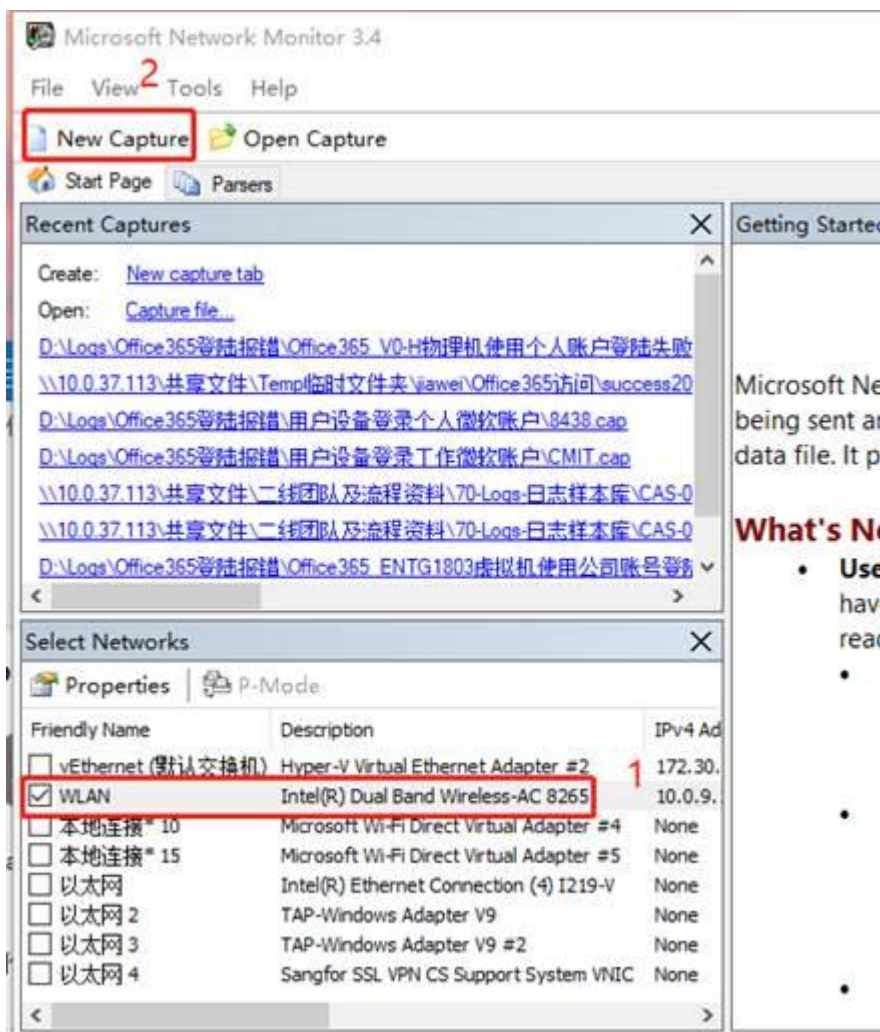 Microsoft Network Monitor 3.4
File View Tools Help
2
New Capture Open Capture
Start Page Parsers
Recent Captures
Create: New capture tab
Open: Capture file...
D:\Logs\Office365登陆报错\Office365_V0-H物理机使用个人账户登陆失败
\\10.0.37.113\共享文件\Temp临时文件夹\jiawei\Office365访问\success20
D:\Logs\Office365登陆报错\用户设备登录个人微软账户\8438.cap
D:\Logs\Office365登陆报错\用户设备登录工作微软账户\CMIT.cap
\\10.0.37.113\共享文件\二线团队及流程资料\70-Logs-日志样本库\CAS-0
\\10.0.37.113\共享文件\二线团队及流程资料\70-Logs-日志样本库\CAS-0
D:\Logs\Office365登陆报错\Office365_ENTG1803虚拟机使用公司账号登陆
Select Networks
Properties P-Mode
Friendly Name Description IPv4 Ad
vEthernet (默认交换机) Hyper-V Virtual Ethernet Adapter #2 172.30.
1
WLAN Intel(R) Dual Band Wireless-AC 8265 10.0.9.
本地连接* 10 Microsoft Wi-Fi Direct Virtual Adapter #4 None
本地连接* 15 Microsoft Wi-Fi Direct Virtual Adapter #5 None
以太网 Intel(R) Ethernet Connection (4) I219-V None
以太网 2 TAP-Windows Adapter V9 None
以太网 3 TAP-Windows Adapter V9 #2 None
以太网 4 Sangfor SSL VPN CS Support System VNIC None
Getting Started
Microsoft Ne
being sent an
data file. It p
What's Ne
Use
hav
read